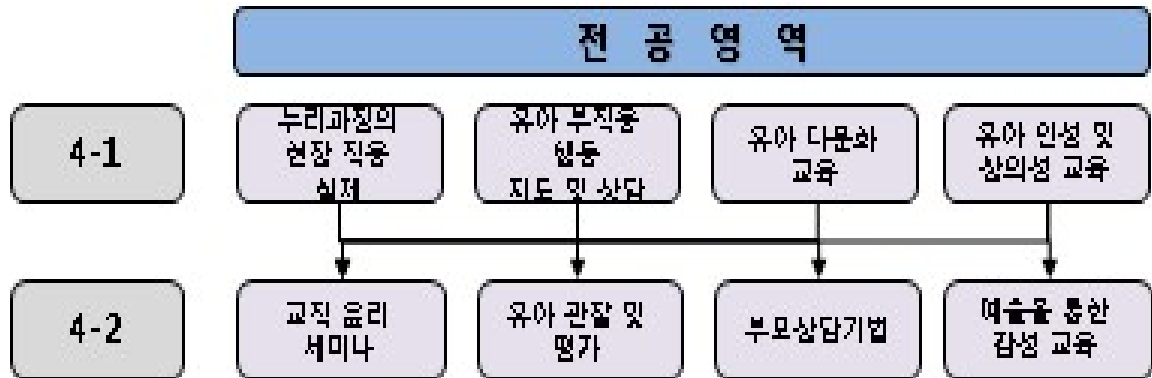 전 공 영 역
4-1
누리과정의
현장 적용
실제
유아 부적응
행동
지도 및 상담
유아 다문화
교육
유아 인성 및
창의성 교육
4-2
교직 윤리
세미나
유아 관찰 및
평가
부모상담기법
예술을 통한
감성 교육